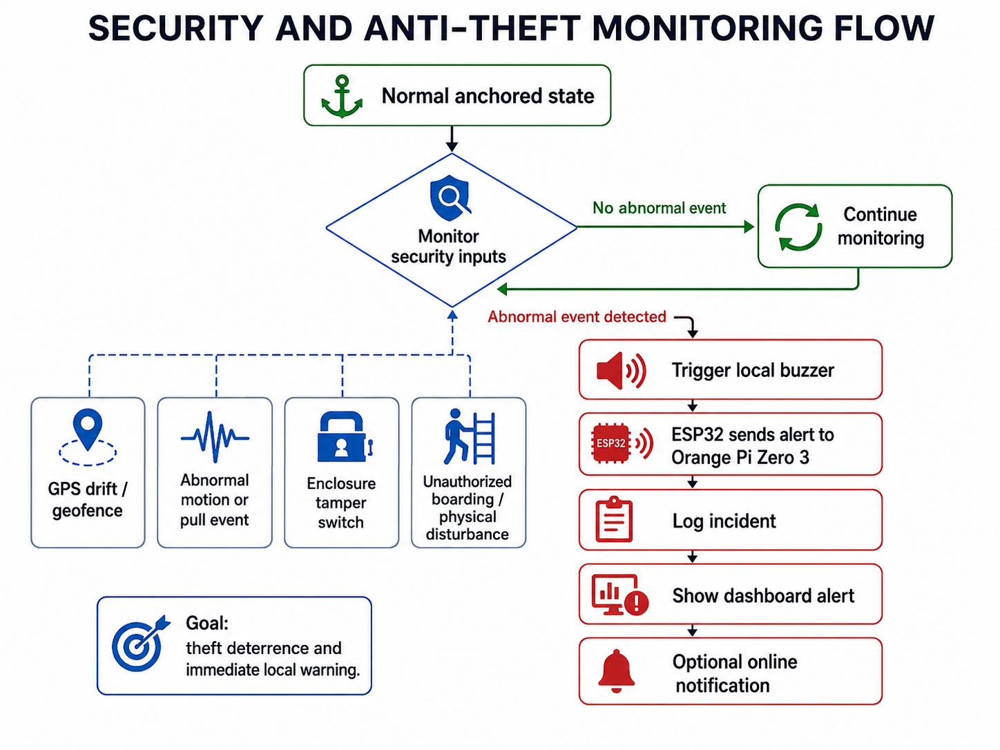 SECURITY AND ANTI-THEFT MONITORING FLOW
Normal anchored state
Monitor
security inputs
No abnormal event
Continue
monitoring
Abnormal event detected
Trigger local buzzer
ESP32
ESP32 sends alert to
Orange Pi Zero 3
Log incident
Show dashboard alert
Optional online
notification
GPS drift /
geofence
Abnormal
motion or
pull event
Enclosure
tamper
switch
Unauthorized
boarding /
physical
disturbance
Goal:
theft deterrence and
immediate local warning.